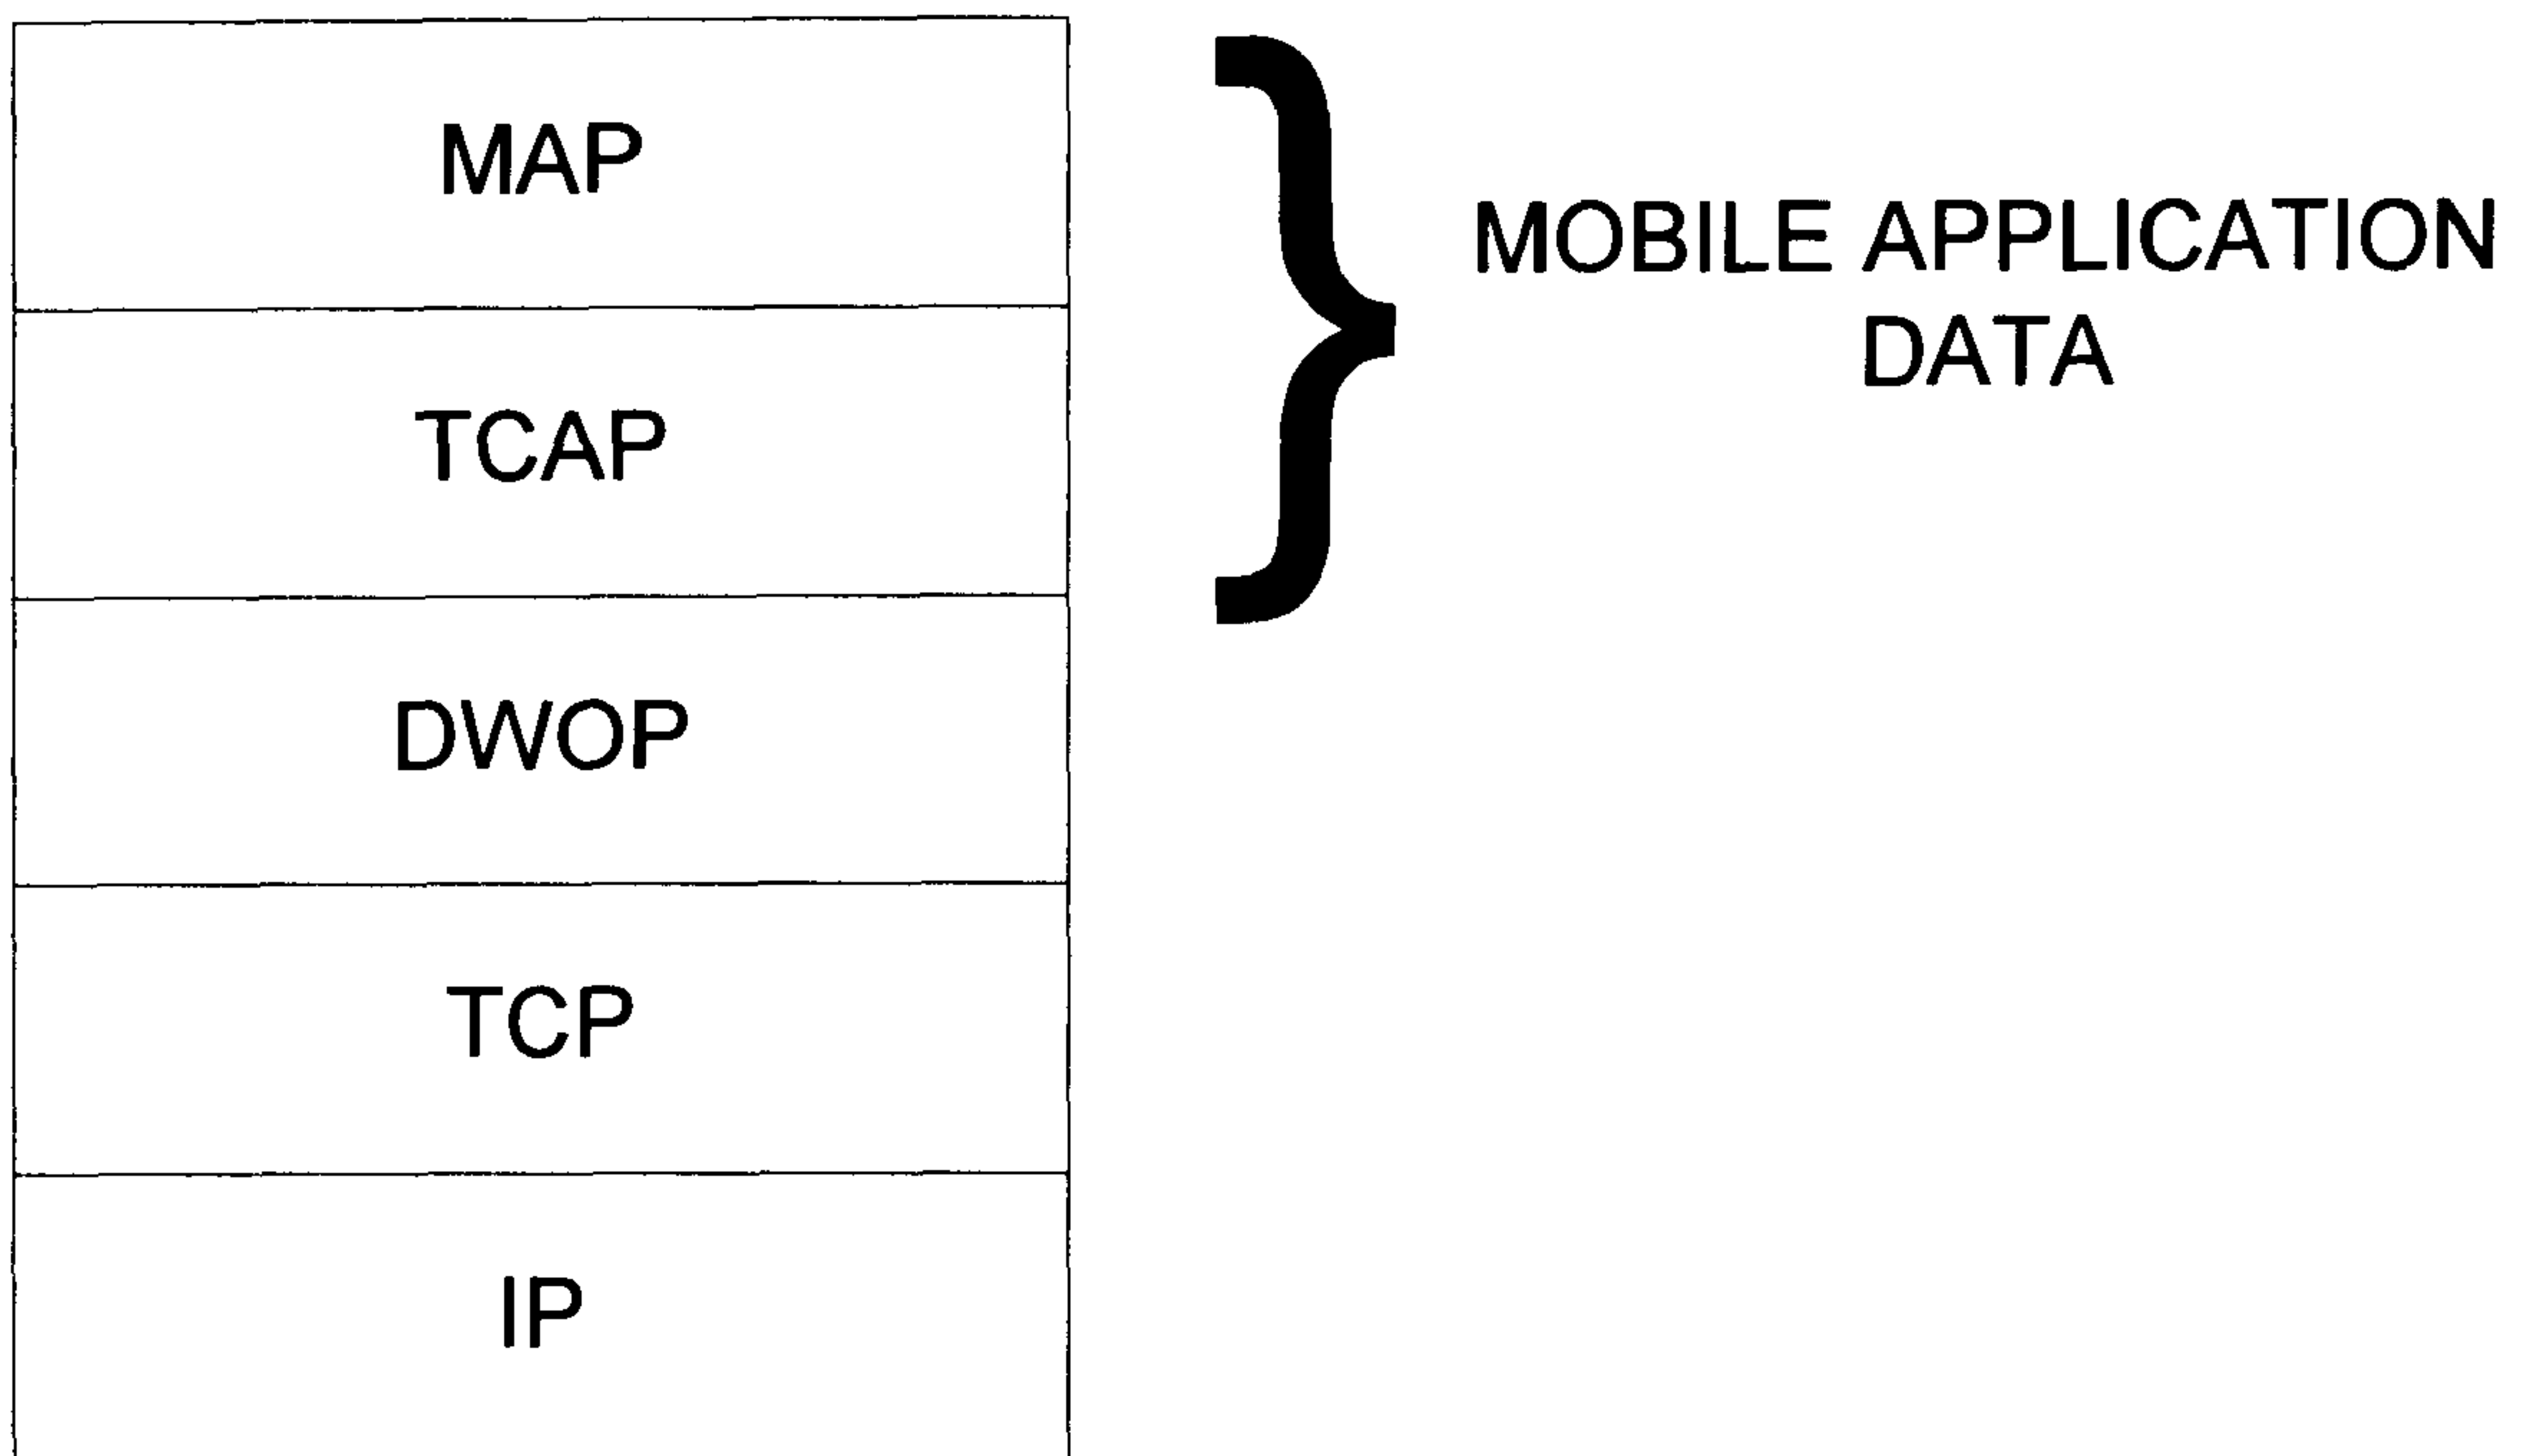 MAP
TCAP
DWOP
TCP
IP
MOBILE APPLICATION
DATA